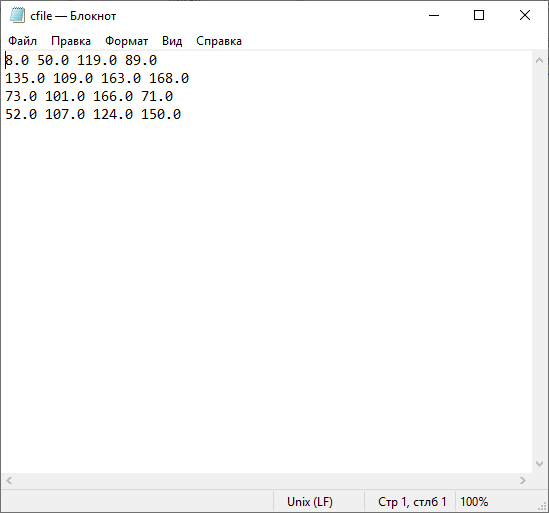 cfile — Блокнот
Файл Правка Формат Вид Справка
8.0 50.0 119.0 89.0
135.0 109.0 163.0 168.0
73.0 101.0 166.0 71.0
52.0 107.0 124.0 150.0
Unix (LF) Стр 1, стлб 1 100%